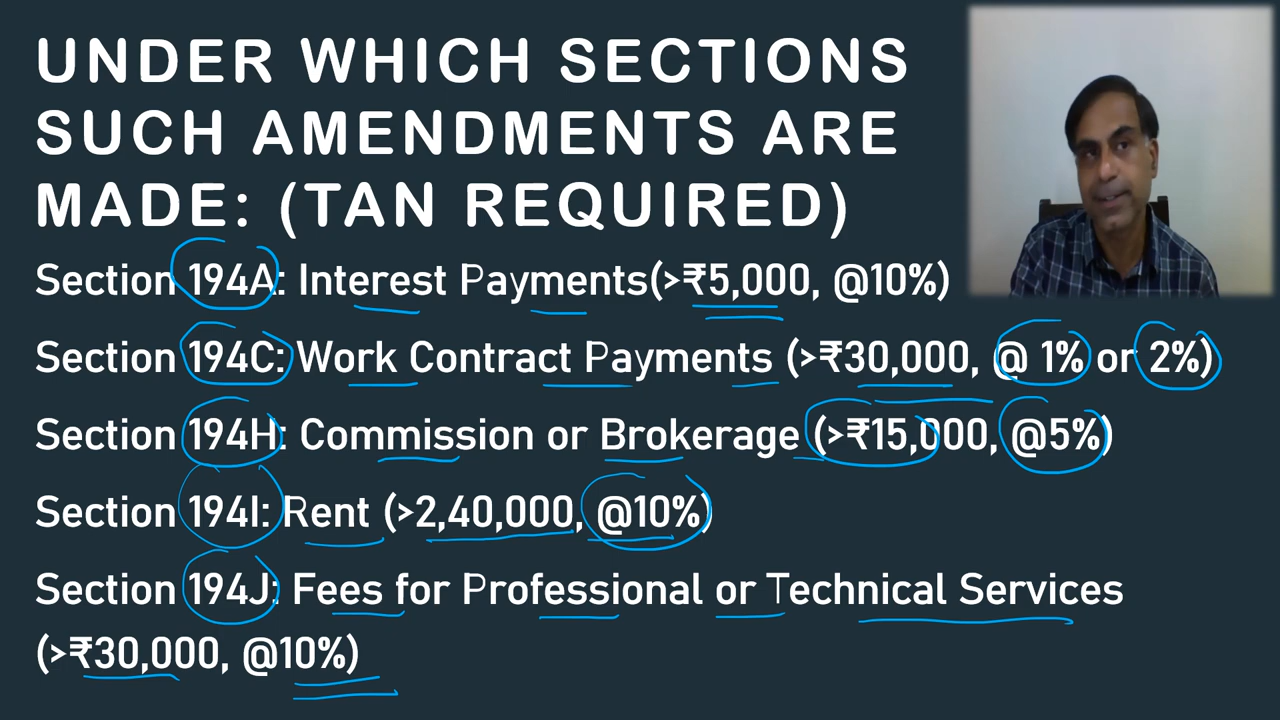 UNDER WHICH SECTIONS
SUCH AMENDMENTS ARE
MADE: (TAN REQUIRED)
Section 194A: Interest Payments(>₹5,000, @10%)
Section 194C: Work Contract Payments (>₹30,000, @ 1% or 2%)
Section 194H: Commission or Brokerage (>₹15,000, @5%)
Section 194I: Rent (>2,40,000, @10%)
Section 194J: Fees for Professional or Technical Services
(>₹30,000, @10%)